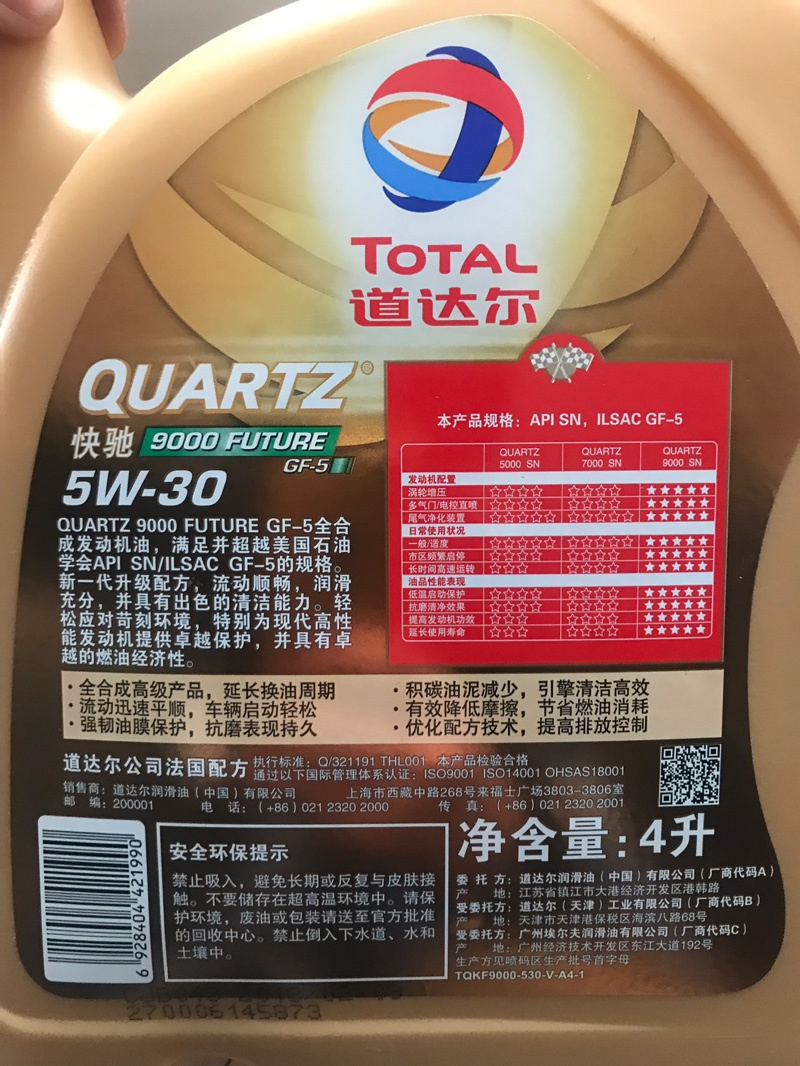 TOTAL
道达尔
QUARTZ®
快驰 9000 FUTURE
GF-5
5W-30
QUARTZ 9000 FUTURE GF-5全合
成发动机油，满足并超越美国石油
学会API SN/ILSAC GF-5的规格。
新一代升级配方，流动顺畅，润滑
充分，并具有出色的清洁能力。轻
松应对苛刻环境，特别为现代高性
能发动机提供卓越保护，并具有卓
越的燃油经济性。
本产品规格：API SN，ILSAC GF-5
QUARTZ 5000 SN QUARTZ 7000 SN QUARTZ 9000 SN
发动机配置
涡轮增压
多气门/电控直喷
尾气净化装置
日常使用状况
一般/适度
市区频繁启停
长时间高速运转
油品性能表现
低温启动保护
抗磨清净效果
提高发动机功效
延长使用寿命
·全合成高级产品，延长换油周期
·流动迅速平顺，车辆启动轻松
·强韧油膜保护，抗磨表现持久
·积碳油泥减少，引擎清洁高效
·有效降低摩擦，节省燃油消耗
·优化配方技术，提高排放控制
道达尔公司法国配方
执行标准：Q/321191 THL001 本产品检验合格
通过以下国际管理体系认证：ISO9001 ISO14001 OHSAS18001
销售商：道达尔润滑油（中国）有限公司 上海市西藏中路268号来福士广场3803-3806室
邮 编：200001 电 话：（+86）021 2320 2000 传 真：（+86）021 2320 2001
6 928404 421990
安全环保提示
禁止吸入，避免长期或反复与皮肤接
触。不要储存在超高温环境中。请保
护环境，废油或包装请送至官方批准
的回收中心。禁止倒入下水道、水和
土壤中。
净含量：4升
委 托 方：道达尔润滑油（中国）有限公司（厂商代码A）
产 地：江苏省镇江市大港经济开发区港韩路
受委托方：道达尔（天津）工业有限公司（厂商代码B）
产 地：天津市天津港保税区海滨八路68号
受委托方：广州埃尔夫润滑油有限公司（厂商代码C）
产 地：广州经济技术开发区东江大道192号
生产方见喷码区生产批号首字母
TQKF9000-530-V-A4-1
270006145873